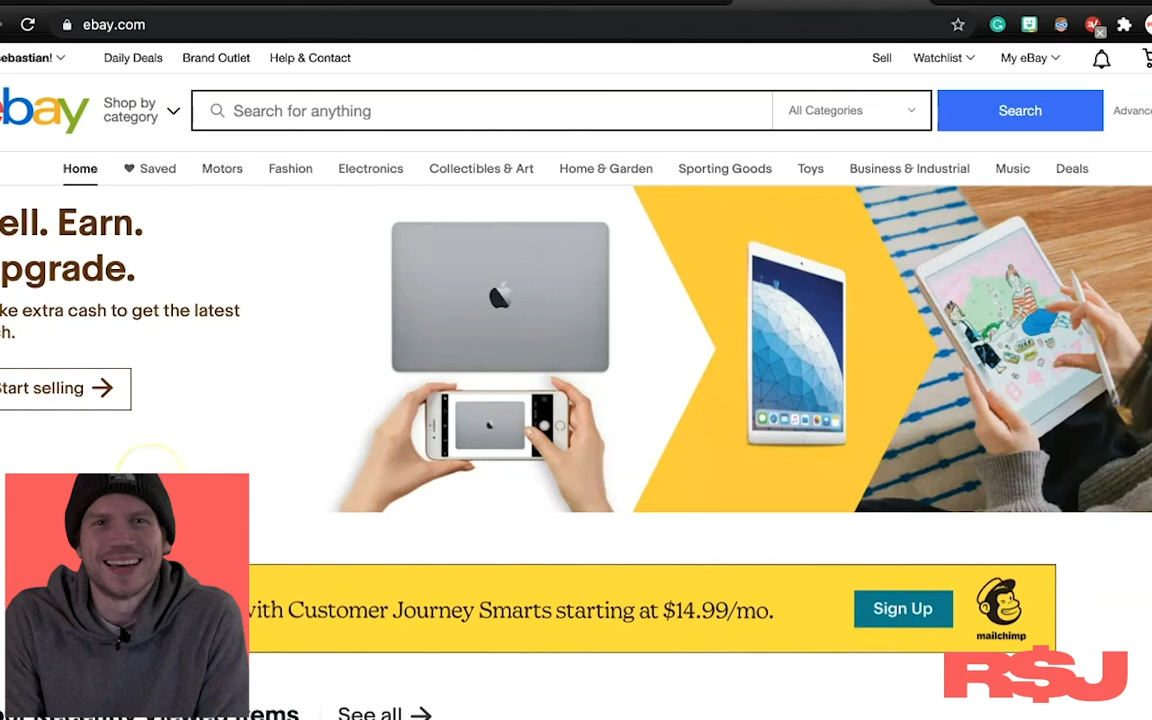 ebay.com
ebastian!
Daily Deals
Brand Outlet
Help & Contact
Sell
Watchlist
My eBay
ebay
Shop by
category
Search for anything
All Categories
Search
Advance
Home
Saved
Motors
Fashion
Electronics
Collectibles & Art
Home & Garden
Sporting Goods
Toys
Business & Industrial
Music
Deals
ell. Earn.
pgrade.
ke extra cash to get the latest
h.
tart selling
with Customer Journey Smarts starting at $14.99/mo.
Sign Up
mailchimp
R$J
Items
See all